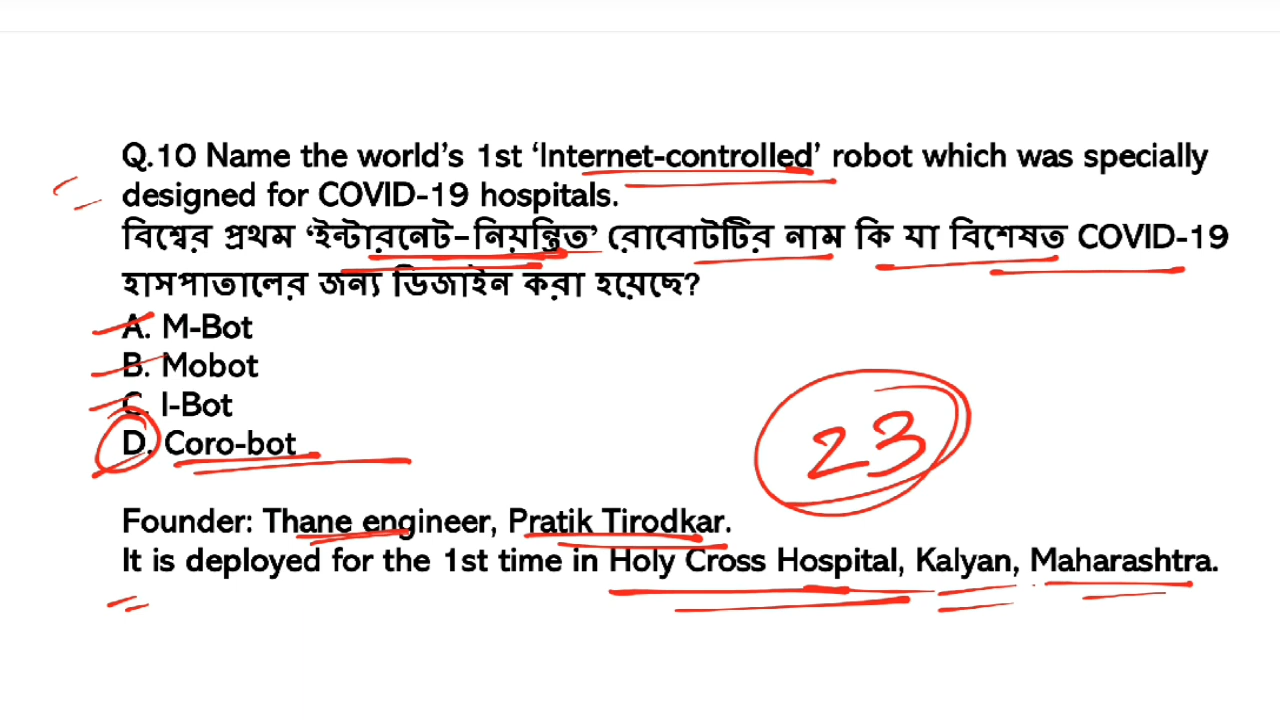 Q.10 Name the world's 1st ‘Internet-controlled’ robot which was specially
designed for COVID-19 hospitals.
বিশ্বের প্রথম ‘ইন্টারনেট-নিয়ন্ত্রিত’ রোবোটটির নাম কি যা বিশেষত COVID-19
হাসপাতালের জন্য ডিজাইন করা হয়েছে?
A. M-Bot
B. Mobot
C. I-Bot
D. Coro-bot
23
Founder: Thane engineer, Pratik Tirodkar.
It is deployed for the 1st time in Holy Cross Hospital, Kalyan, Maharashtra.